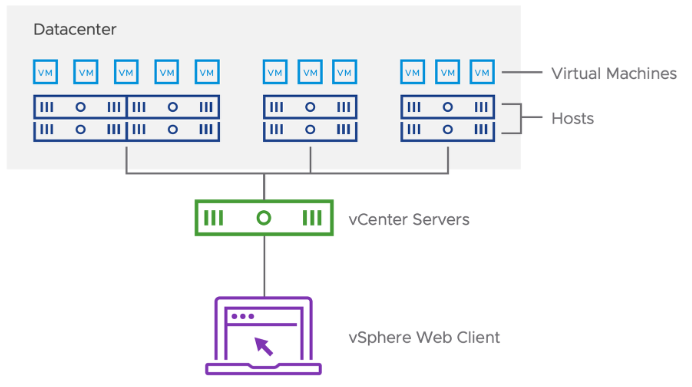 Datacenter
VM VM VM VM VM VM VM VM VM VM VM
Virtual Machines
Hosts
vCenter Servers
vSphere Web Client